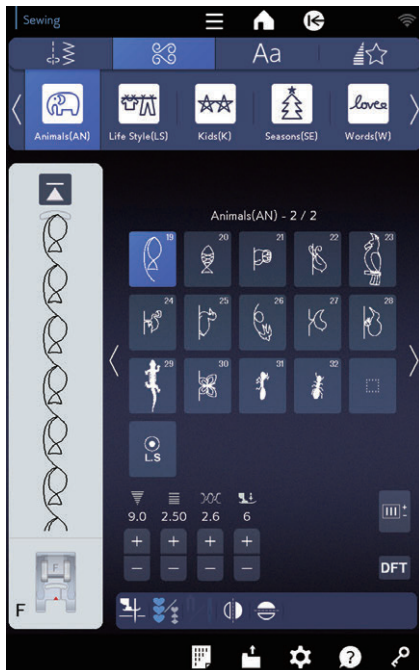 Sewing
Aa
Animals(AN)
Life Style(LS)
Kids(K)
Seasons(SE)
love
Words(W)
Animals(AN) - 2 / 2
19 20 21 22 23
24 25 26 27 28
29 30 31 32
L.S
9.0 2.50 2.6 6
+ + + +
− − − −
DFT
F
F
?